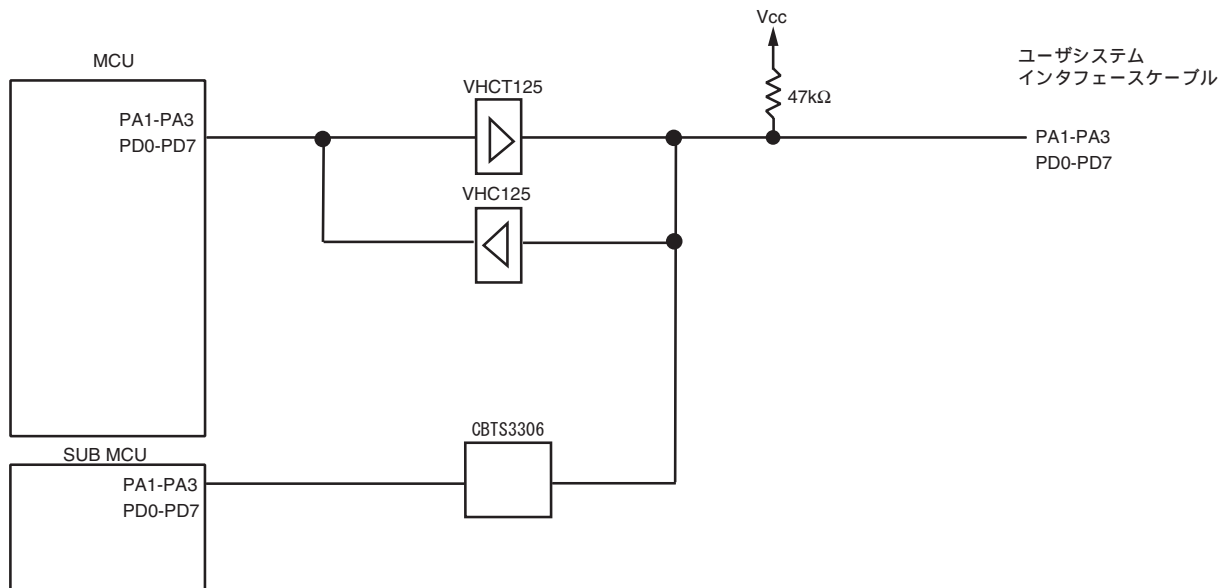 Vcc
MCU
ユーザシステム
インタフェースケーブル
VHCT125
47kΩ
PA1-PA3
PD0-PD7
PA1-PA3
PD0-PD7
VHC125
CBTS3306
SUB MCU
PA1-PA3
PD0-PD7